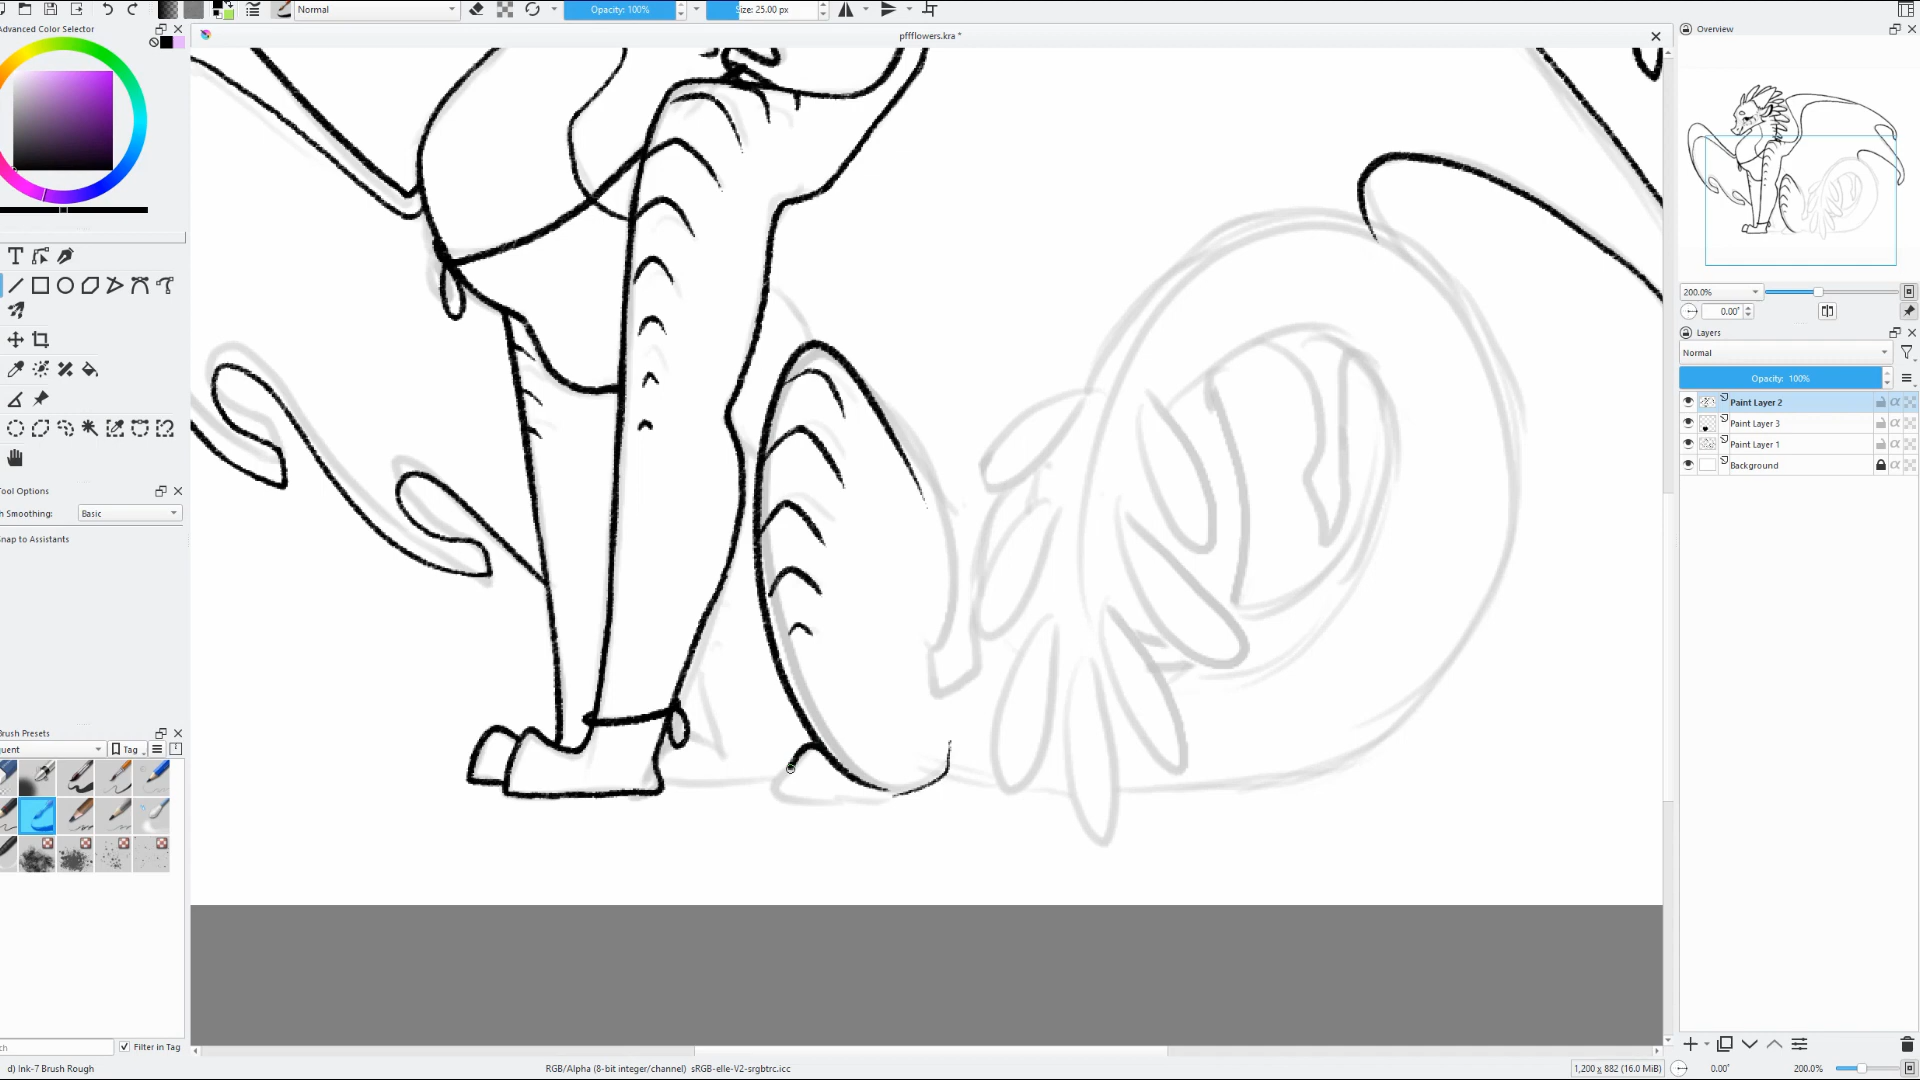 Normal
Opacity: 100%
Size: 25.00 px
Advanced Color Selector
pffflowers.kra *
Overview
200.0%
0.00°
Layers
Normal
Opacity: 100%
Paint Layer 2
Paint Layer 3
Paint Layer 1
Background
Tool Options
h Smoothing:
Basic
Snap to Assistants
Brush Presets
quent
Tag
ch
Filter in Tag
d) Ink-7 Brush Rough
RGB/Alpha (8-bit integer/channel) sRGB-elle-V2-srgbtrc.icc
1,200 x 882 (16.0 MiB)
0.00°
200.0%